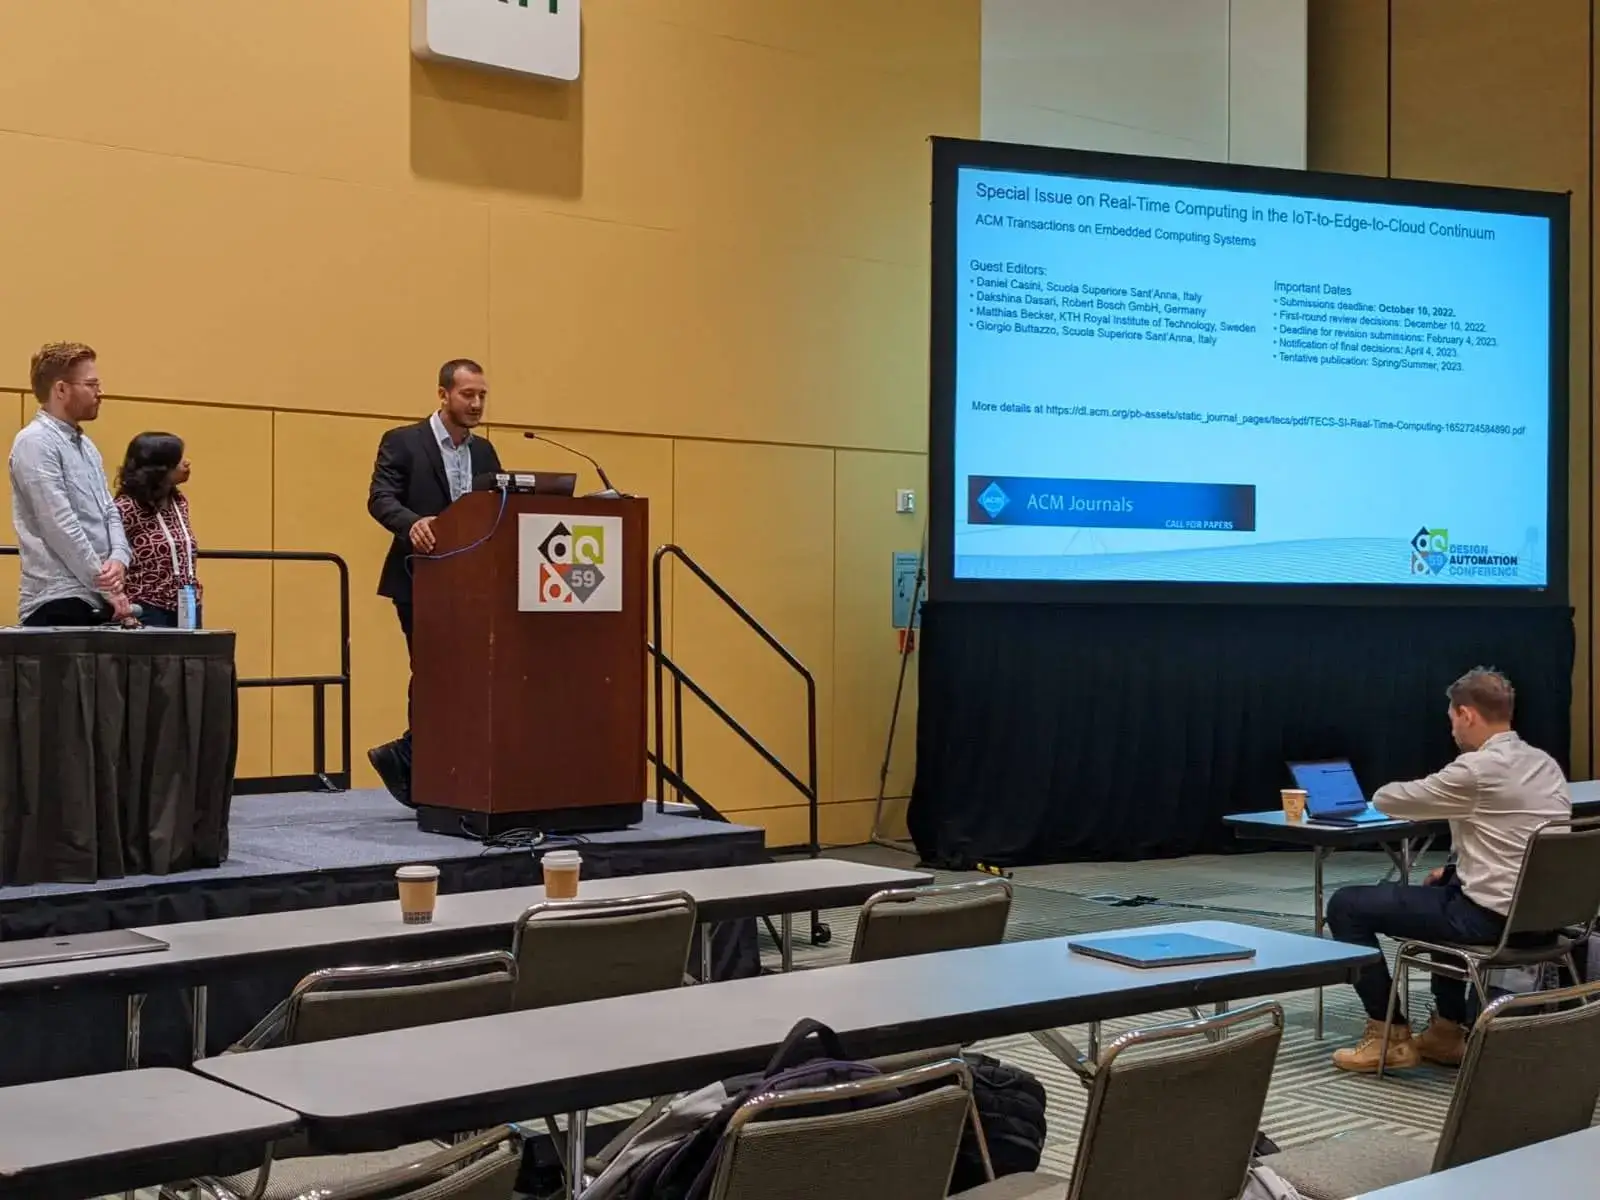 Special Issue on Real-Time Computing in the IoT-to-Edge-to-Cloud Continuum
ACM Transactions on Embedded Computing Systems
Guest Editors:
• Daniel Casini, Scuola Superiore Sant'Anna, Italy
• Dakshina Dasari, Robert Bosch GmbH, Germany
• Matthias Becker, KTH Royal Institute of Technology, Sweden
• Giorgio Buttazzo, Scuola Superiore Sant'Anna, Italy
Important Dates
• Submissions deadline: October 10, 2022.
• First-round review decisions: December 10, 2022.
• Deadline for revision submissions: February 4, 2023.
• Notification of final decisions: April 4, 2023.
• Tentative publication: Spring/Summer, 2023.
More details at https://dl.acm.org/pb-assets/static_journal_pages/tecs/pdf/TECS-SI-Real-Time-Computing-1652724584890.pdf
acm
ACM Journals
CALL FOR PAPERS
59
DESIGN
AUTOMATION
CONFERENCE
59